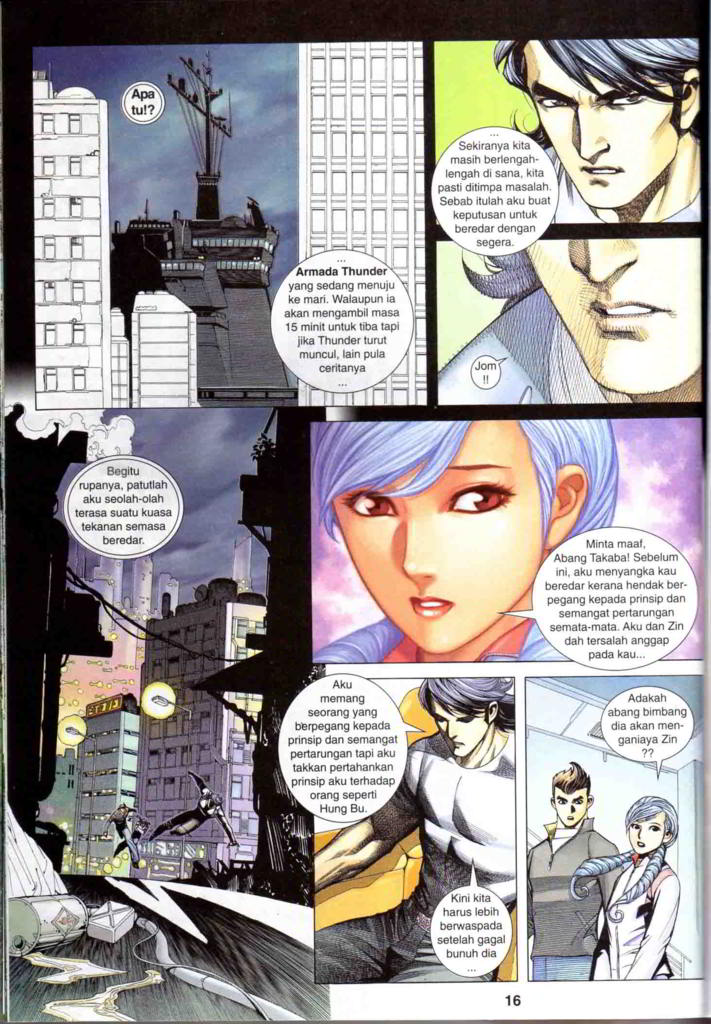 Apa
tu!?
...
Sekiranya kita
masih berlengah-
lengah di sana, kita
pasti ditimpa masalah.
Sebab itulah aku buat
keputusan untuk
beredar dengan
segera.
...
Armada Thunder
yang sedang menuju
ke mari. Walaupun ia
akan mengambil masa
15 minit untuk tiba tapi
jika Thunder turut
muncul, lain pula
ceritanya
...
Jom
!!
Begitu
rupanya, patutlah
aku seolah-olah
terasa suatu kuasa
tekanan semasa
beredar.
Minta maaf,
Abang Takaba! Sebelum
ini, aku menyangka kau
beredar kerana hendak ber-
pegang kepada prinsip dan
semangat pertarungan
semata-mata. Aku dan Zin
dah tersalah anggap
pada kau...
Aku
memang
seorang yang
berpegang kepada
prinsip dan semangat
pertarungan tapi aku
takkan pertahankan
prinsip aku terhadap
orang seperti
Hung Bu.
Kini kita
harus lebih
berwaspada
setelah gagal
bunuh dia
...
Adakah
abang bimbang
dia akan men-
ganiaya Zin
??
16